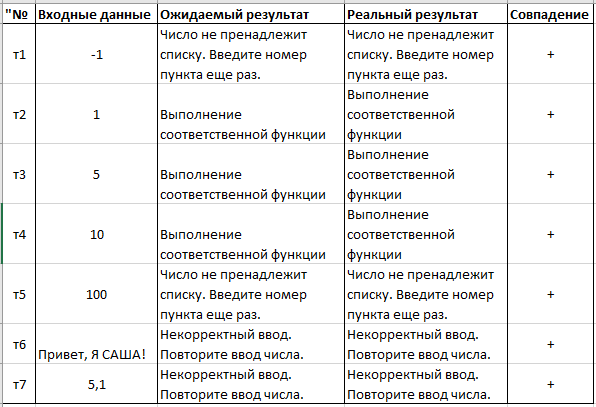 "№ Входные данные Ожидаемый результат Реальный результат Совпадение
т1 -1 Число не пренадлежит списку. Введите номер пункта еще раз. Число не пренадлежит списку. Введите номер пункта еще раз. +
т2 1 Выполнение соответственной функции Выполнение соответственной функции +
т3 5 Выполнение соответственной функции Выполнение соответственной функции +
т4 10 Выполнение соответственной функции Выполнение соответственной функции +
т5 100 Число не пренадлежит списку. Введите номер пункта еще раз. Число не пренадлежит списку. Введите номер пункта еще раз. +
т6 Привет, Я САША! Некорректный ввод. Повторите ввод числа. Некорректный ввод. Повторите ввод числа. +
т7 5,1 Некорректный ввод. Повторите ввод числа. Некорректный ввод. Повторите ввод числа. +